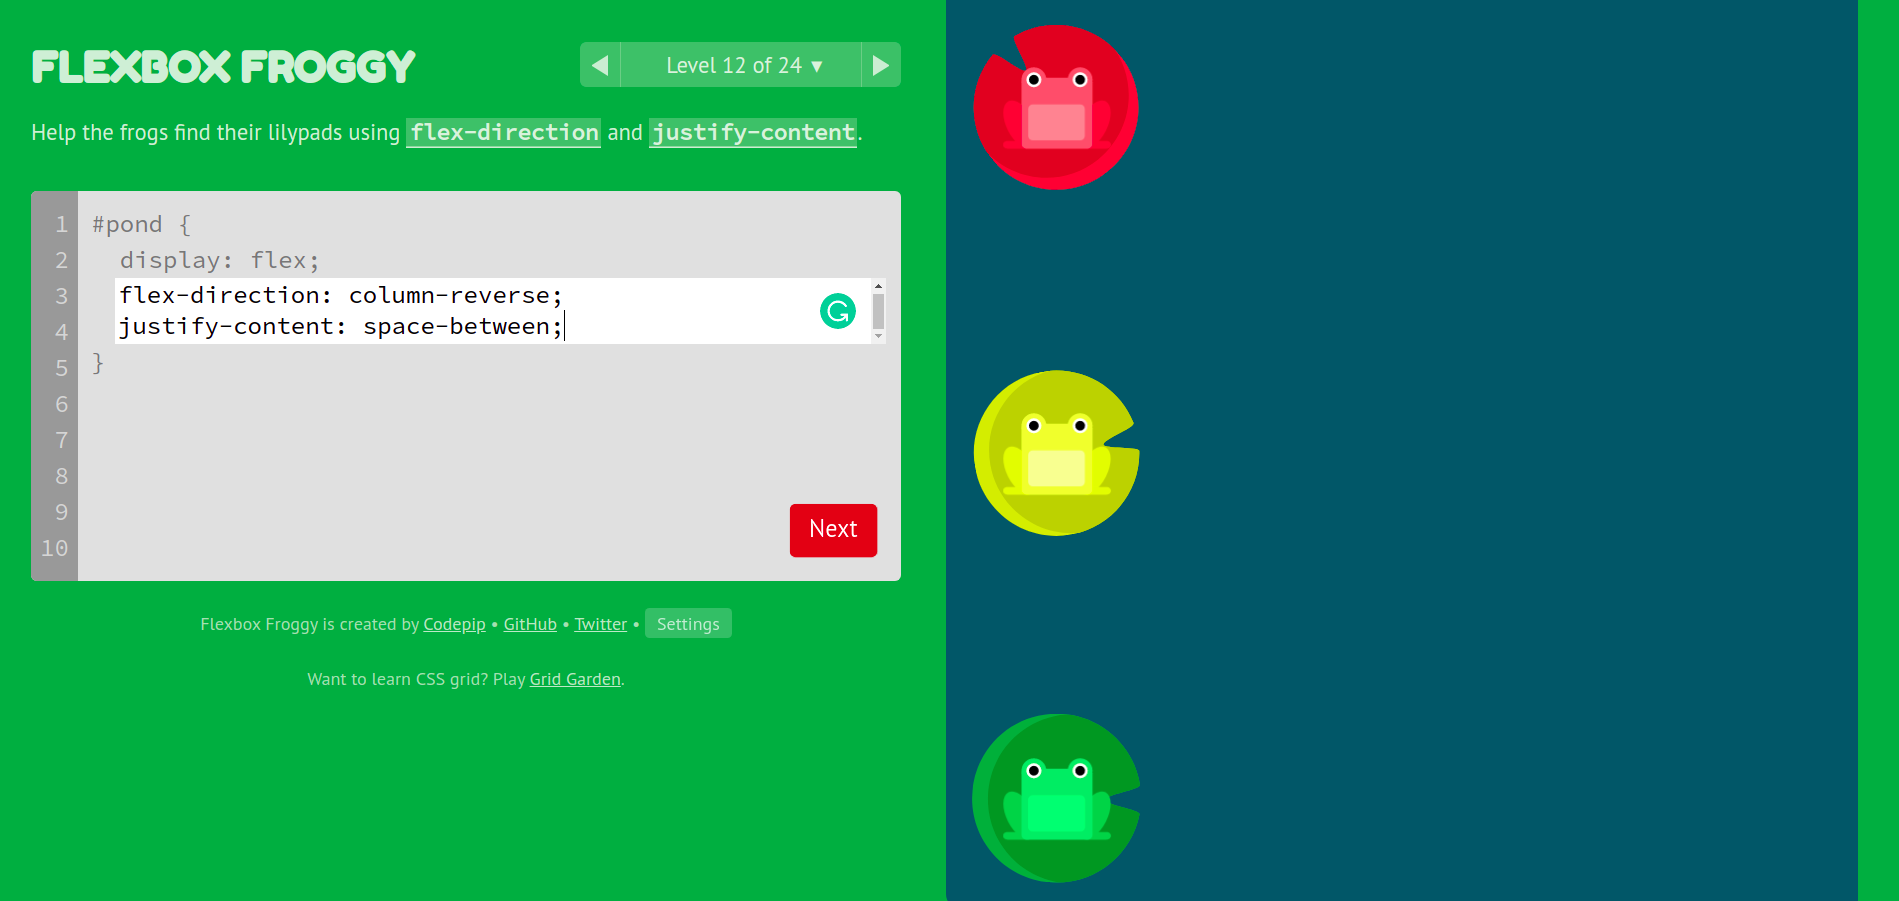 FLEXBOX FROGGY
◀ Level 12 of 24 ▼ ▶
Help the frogs find their lilypads using flex-direction and justify-content.
1 #pond {
2 display: flex;
3 flex-direction: column-reverse;
4 justify-content: space-between;
5 }
6
7
8
9
10
Next
Flexbox Froggy is created by Codepip • GitHub • Twitter • Settings
Want to learn CSS grid? Play Grid Garden.